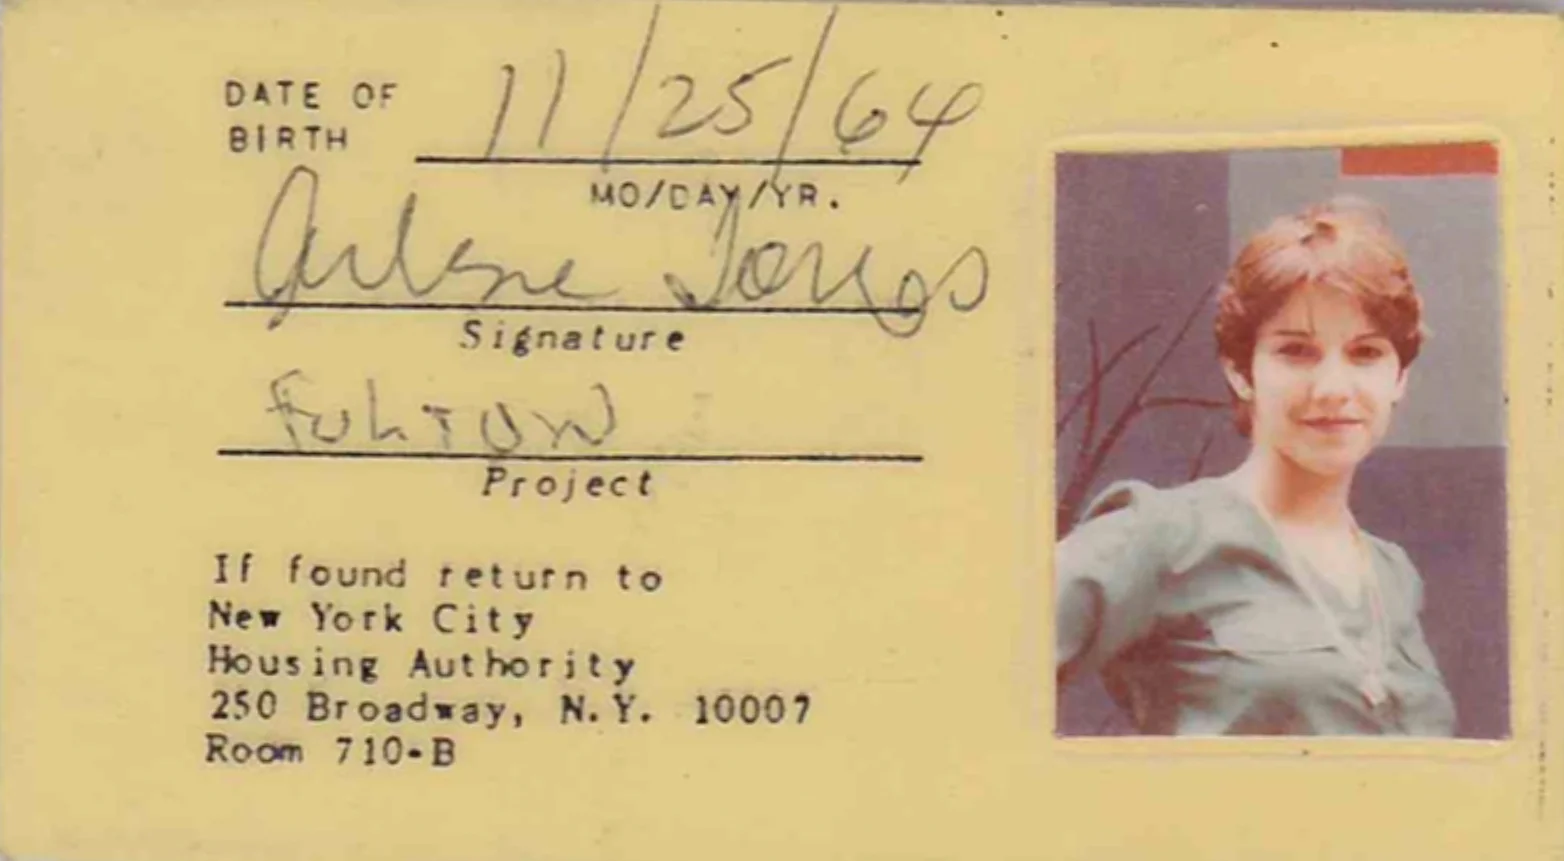 DATE OF
BIRTH 11/25/64
MO/DAY/YR.
Arlene Torres
Signature
FULTON
Project
If found return to
New York City
Housing Authority
250 Broadway, N.Y. 10007
Room 710-B